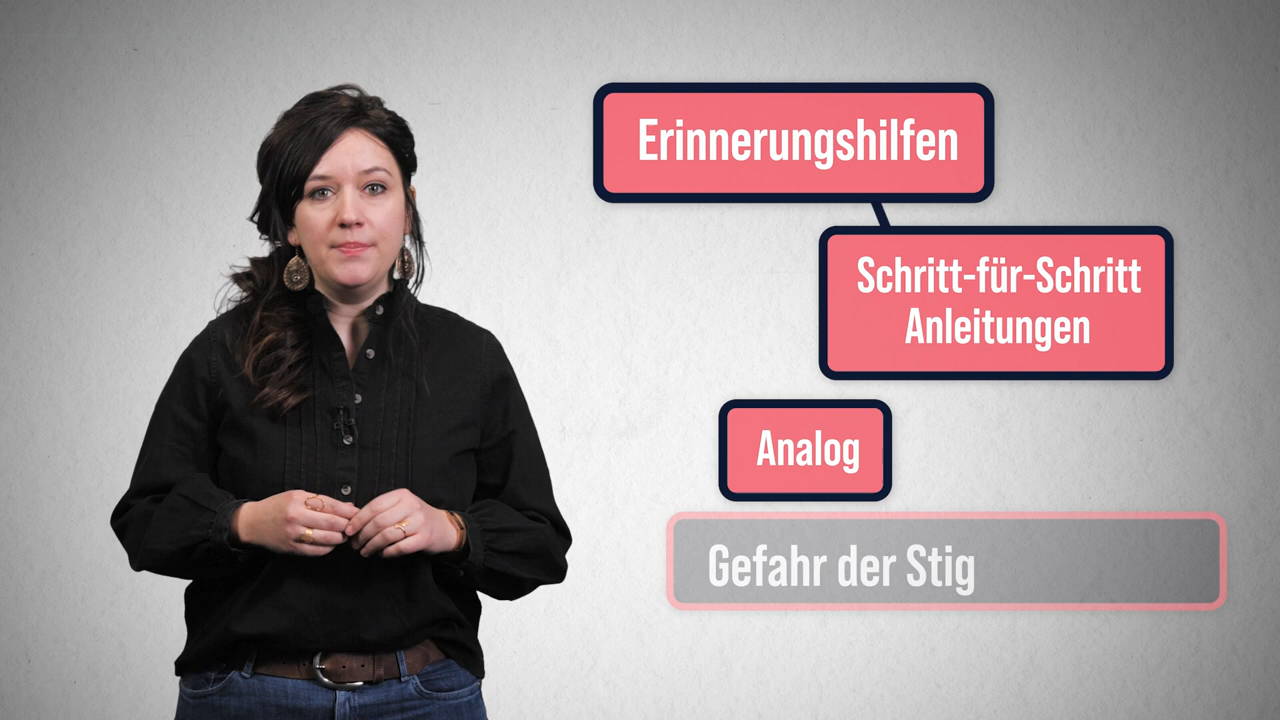 Erinnerungshilfen
Schritt-für-Schritt
Anleitungen
Analog
Gefahr der Stig